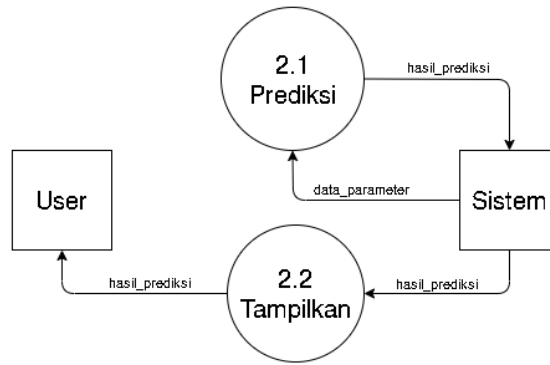 2.1
Prediksi
hasil_prediksi
User
data_parameter
Sistem
2.2
Tampilkan
hasil_prediksi
hasil_prediksi